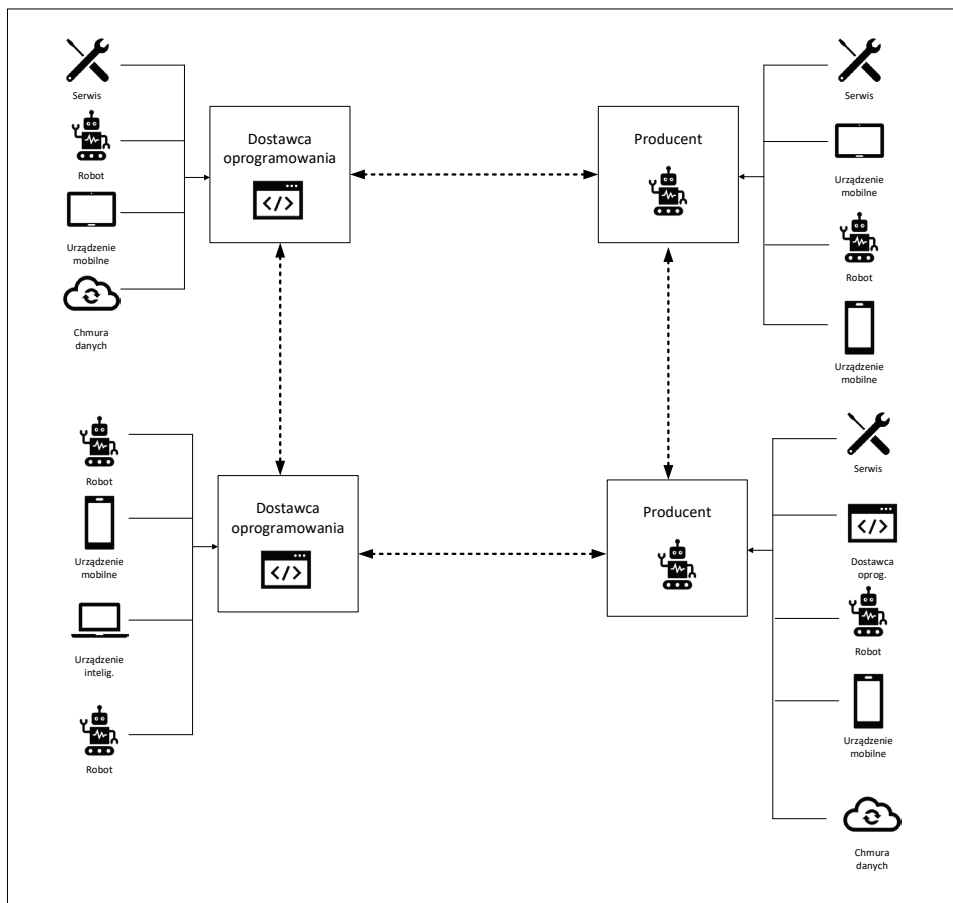 Serwis
Robot
Urządzenie
mobilne
Chmura
danych
Dostawca
oprogramowania
</>
Producent
Serwis
Urządzenie
mobilne
Robot
Urządzenie
mobilne
Robot
Urządzenie
mobilne
Urządzenie
intelig.
Robot
Dostawca
oprogramowania
</>
Producent
Serwis
</>
Dostawca
oprog.
Robot
Urządzenie
mobilne
Chmura
danych